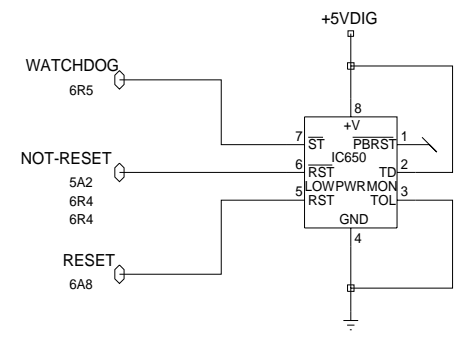 +5VDIG
WATCHDOG
6R5
8
+V
7 ST PBRST 1
IC650
NOT-RESET
5A2
6R4
6R4
6 RST TD 2
LOWPWRMON
5 RST TOL 3
GND
4
RESET
6A8